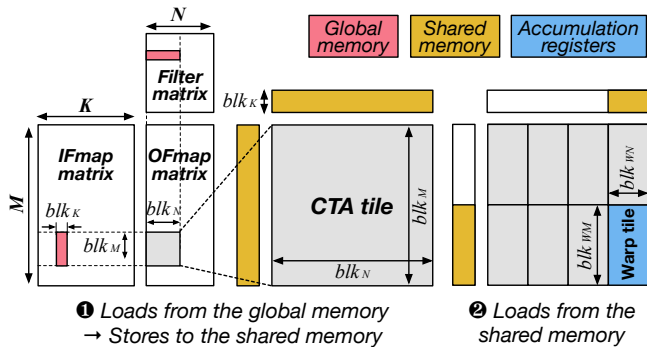 N
Global
memory
Shared
memory
Accumulation
registers
Filter
matrix
K
blkK
IFmap
matrix
OFmap
matrix
M
blkK
blkN
blkM
CTA tile
blkM
blkN
blkWN
blkWM
Warp tile
❶ Loads from the global memory
→ Stores to the shared memory
❷ Loads from the
shared memory